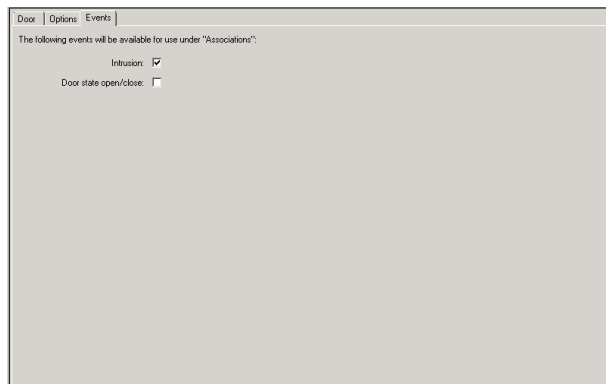 Door Options Events
The following events will be available for use under "Associations":
Intrusion:
Door state open/close: